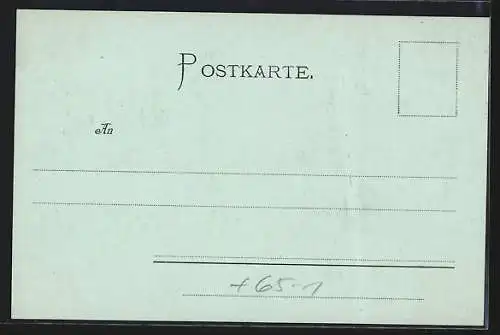 POSTKARTE.
An
+65-1